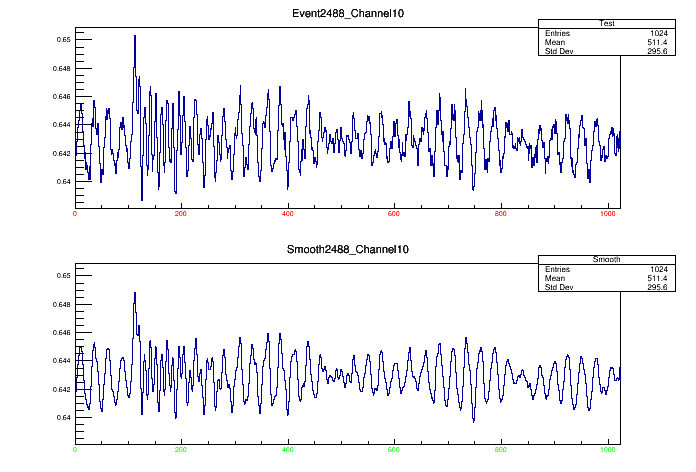 Event2488_Channel10
Test
Entries 1024
Mean 511.4
Std Dev 295.6
0.65
0.648
0.646
0.644
0.642
0.64
0 200 400 600 800 1000
Smooth2488_Channel10
Smooth
Entries 1024
Mean 511.4
Std Dev 295.6
0.65
0.648
0.646
0.644
0.642
0.64
0 200 400 600 800 1000